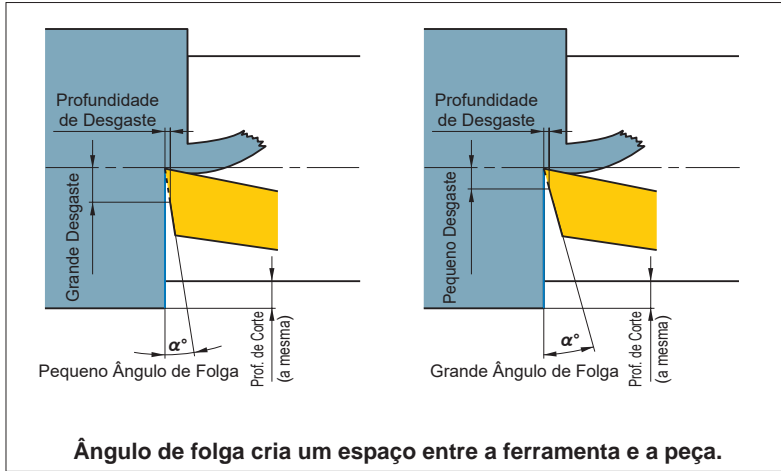 Profundidade
de Desgaste
Grande Desgaste
α°
Pequeno Ângulo de Folga
Prof. de Corte
(a mesma)
Profundidade
de Desgaste
Pequeno Desgaste
α°
Grande Ângulo de Folga
Prof. de Corte
(a mesma)
Ângulo de folga cria um espaço entre a ferramenta e a peça.